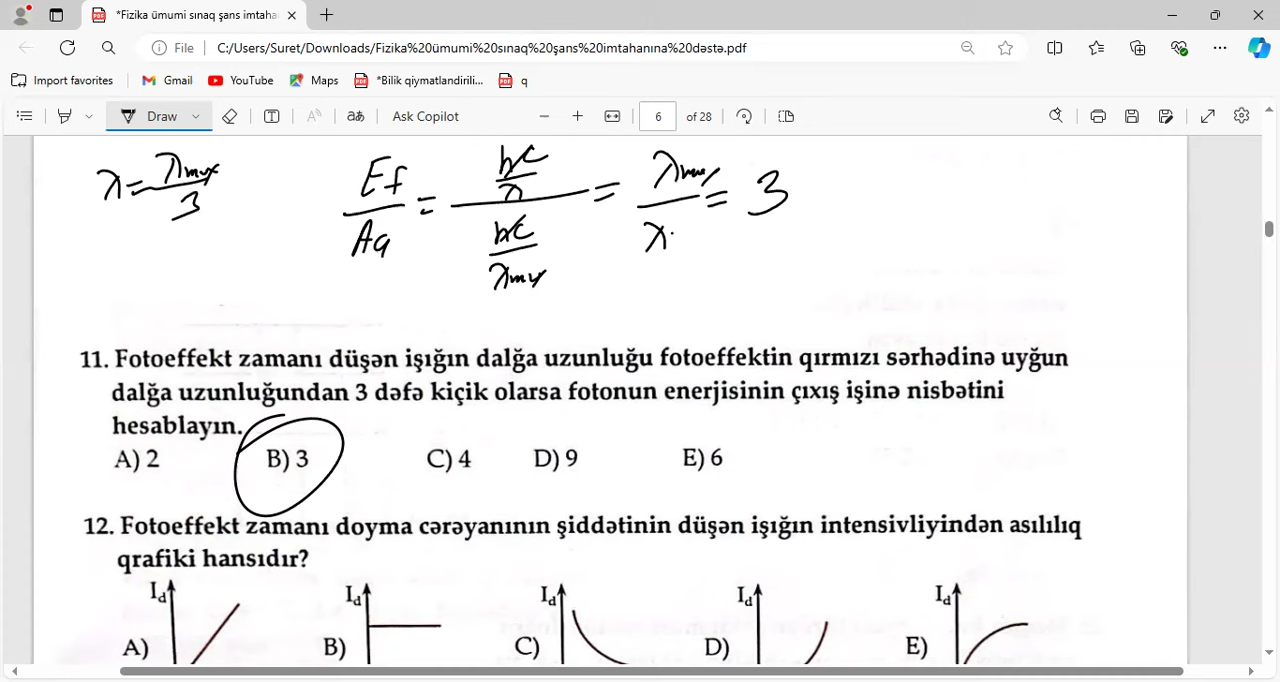 *Fizika ümumi sınaq şans imtaha
File C:/Users/Suret/Downloads/Fizika%20ümumi%20sınaq%20şans%20imtahanına%20dəstə.pdf
Import favorites Gmail YouTube Maps *Bilik qiymətləndirili... q
Draw aあ Ask Copilot 6 of 28
λ = λmax / 3
Ef / Aq = (hc / λ) / (hc / λmax) = λmax / λ = 3
11. Fotoeffekt zamanı düşən işığın dalğa uzunluğu fotoeffektin qırmızı sərhədinə uyğun
dalğa uzunluğundan 3 dəfə kiçik olarsa fotonun enerjisinin çıxış işinə nisbətini
hesablayın.
A) 2 B) 3 C) 4 D) 9 E) 6
12. Fotoeffekt zamanı doyma cərəyanının şiddətinin düşən işığın intensivliyindən asılılıq
qrafiki hansıdır?
Id Id Id Id Id
A) B) C) D) E)